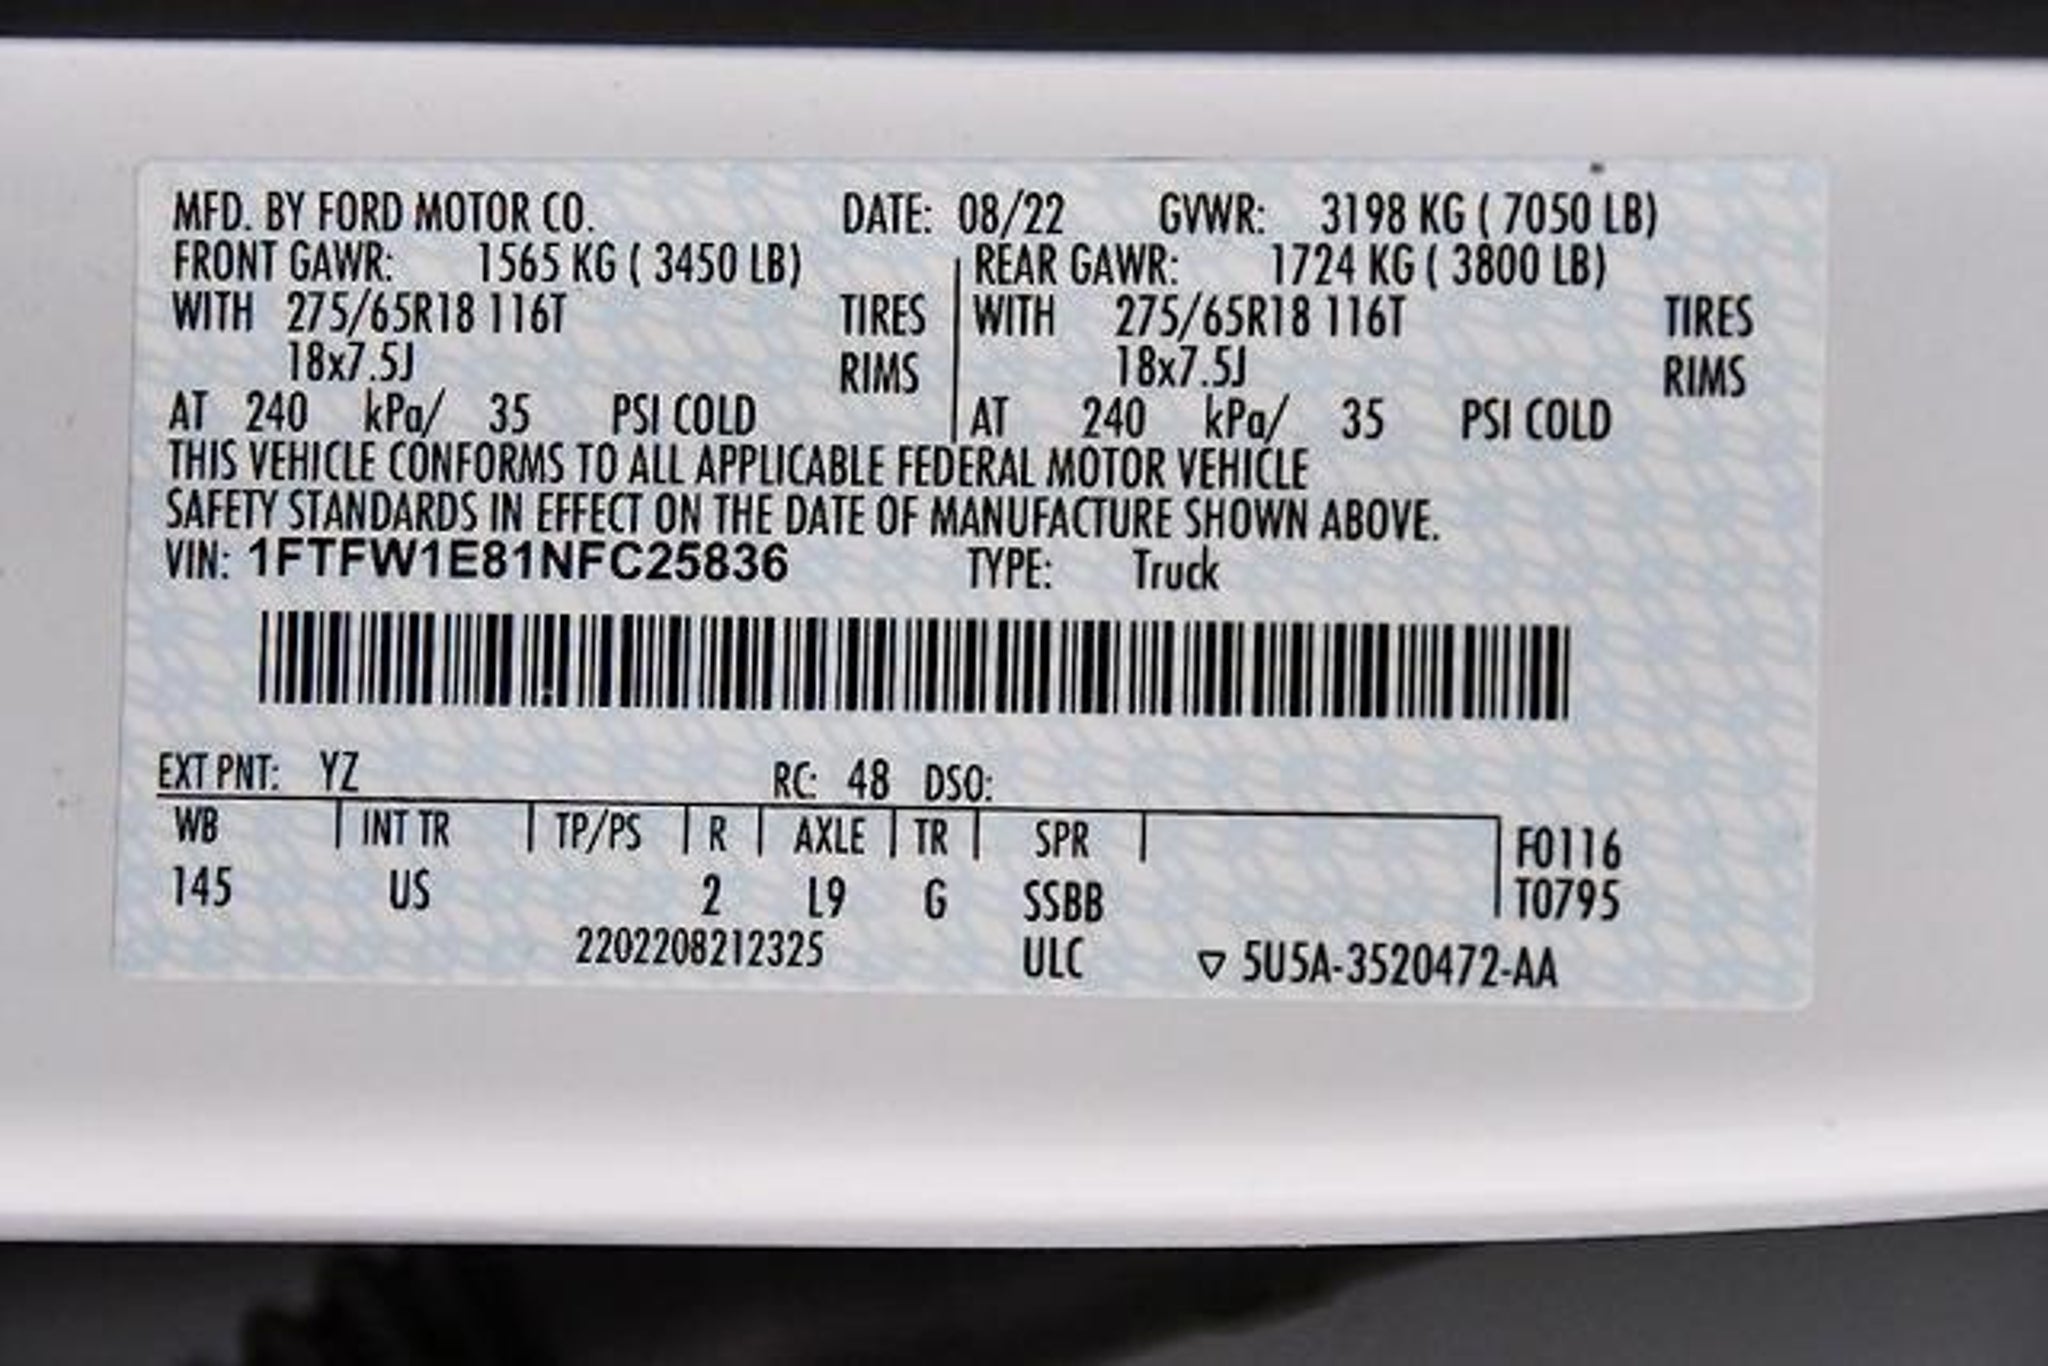 MFD. BY FORD MOTOR CO. DATE: 08/22 GVWR: 3198 KG ( 7050 LB)
FRONT GAWR: 1565 KG ( 3450 LB) REAR GAWR: 1724 KG ( 3800 LB)
WITH 275/65R18 116T TIRES WITH 275/65R18 116T TIRES
18x7.5J RIMS 18x7.5J RIMS
AT 240 kPa/ 35 PSI COLD AT 240 kPa/ 35 PSI COLD
THIS VEHICLE CONFORMS TO ALL APPLICABLE FEDERAL MOTOR VEHICLE
SAFETY STANDARDS IN EFFECT ON THE DATE OF MANUFACTURE SHOWN ABOVE.
VIN: 1FTFW1E81NFC25836 TYPE: Truck
EXT PNT: YZ RC: 48 DSO:
WB INT TR TP/PS R AXLE TR SPR F0116
145 US 2 L9 G SSBB T0795
2202208212325 ULC ▽ 5U5A-3520472-AA